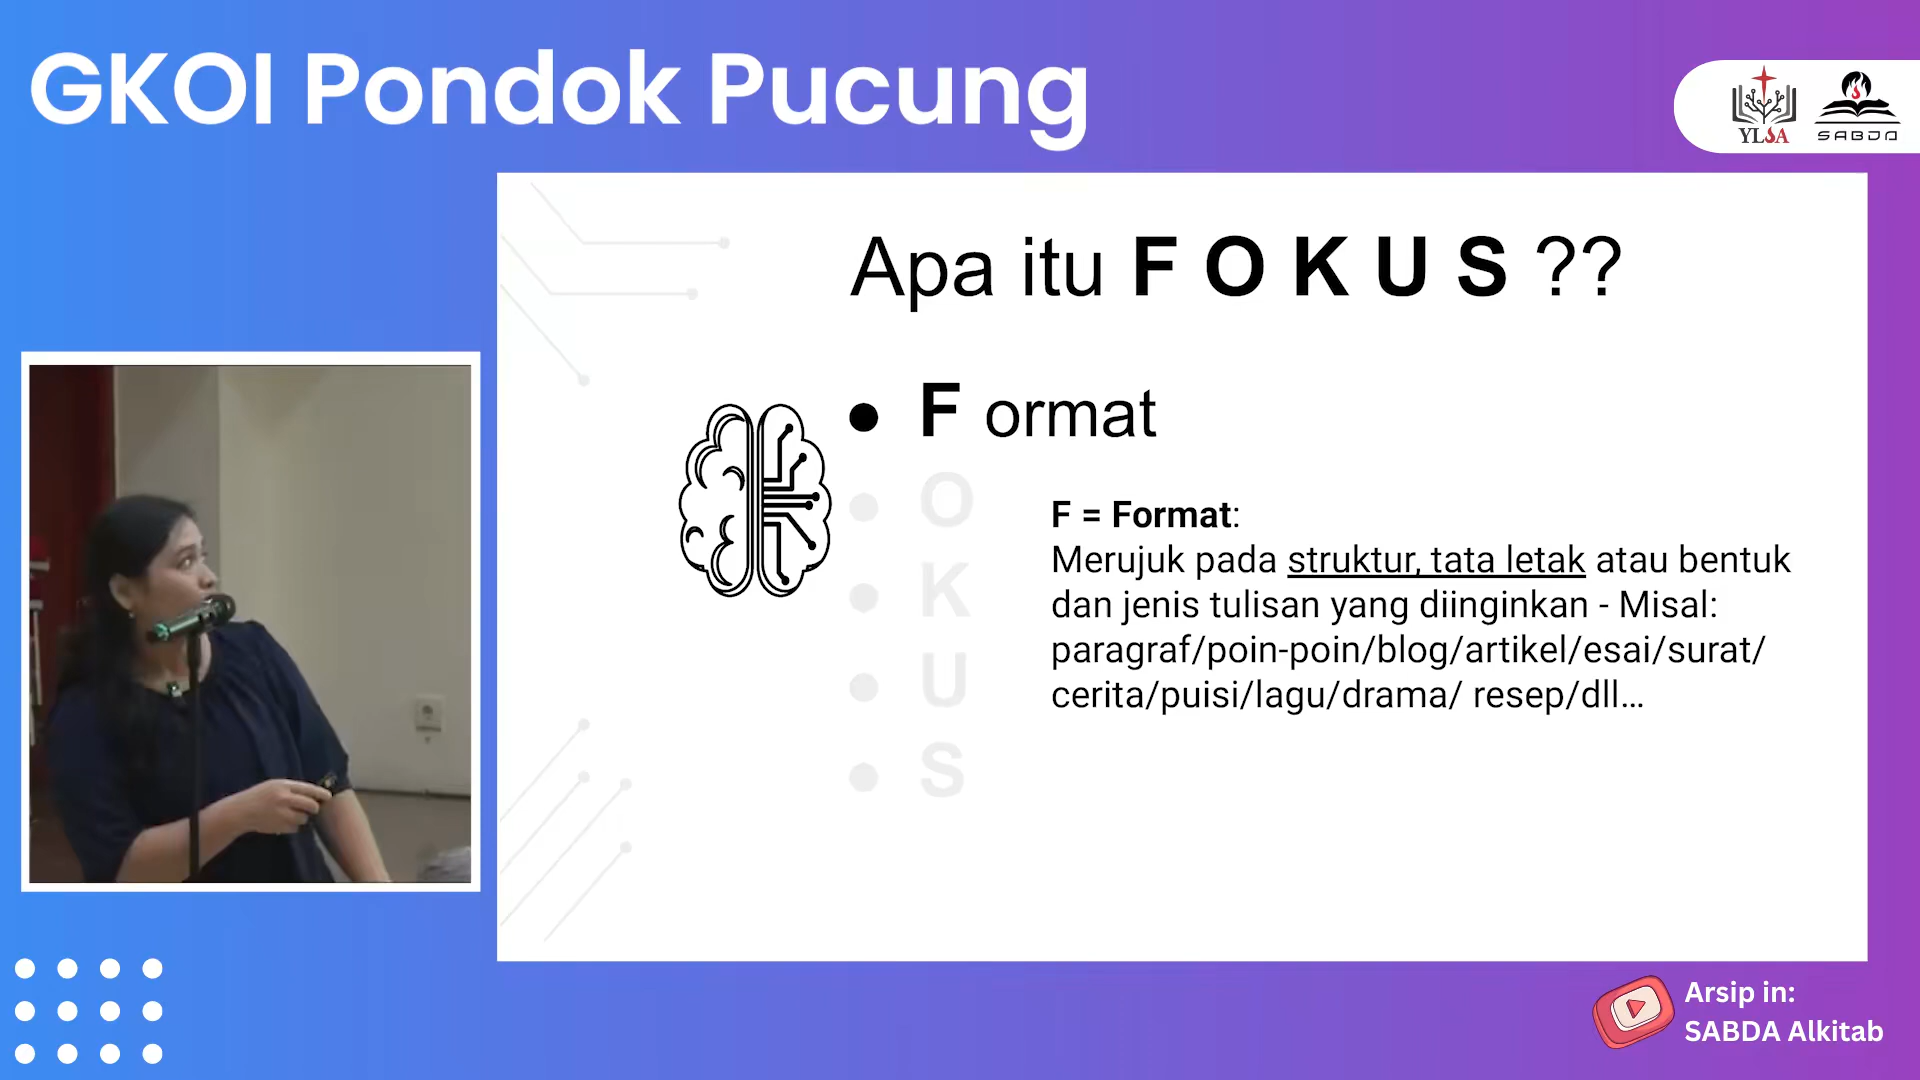 GKOI Pondok Pucung
YLSA
SABDA
Apa itu F O K U S ??
F ormat
O
K
U
S
F = Format:
Merujuk pada struktur, tata letak atau bentuk
dan jenis tulisan yang diinginkan - Misal:
paragraf/poin-poin/blog/artikel/esai/surat/
cerita/puisi/lagu/drama/ resep/dll...
Arsip in:
SABDA Alkitab